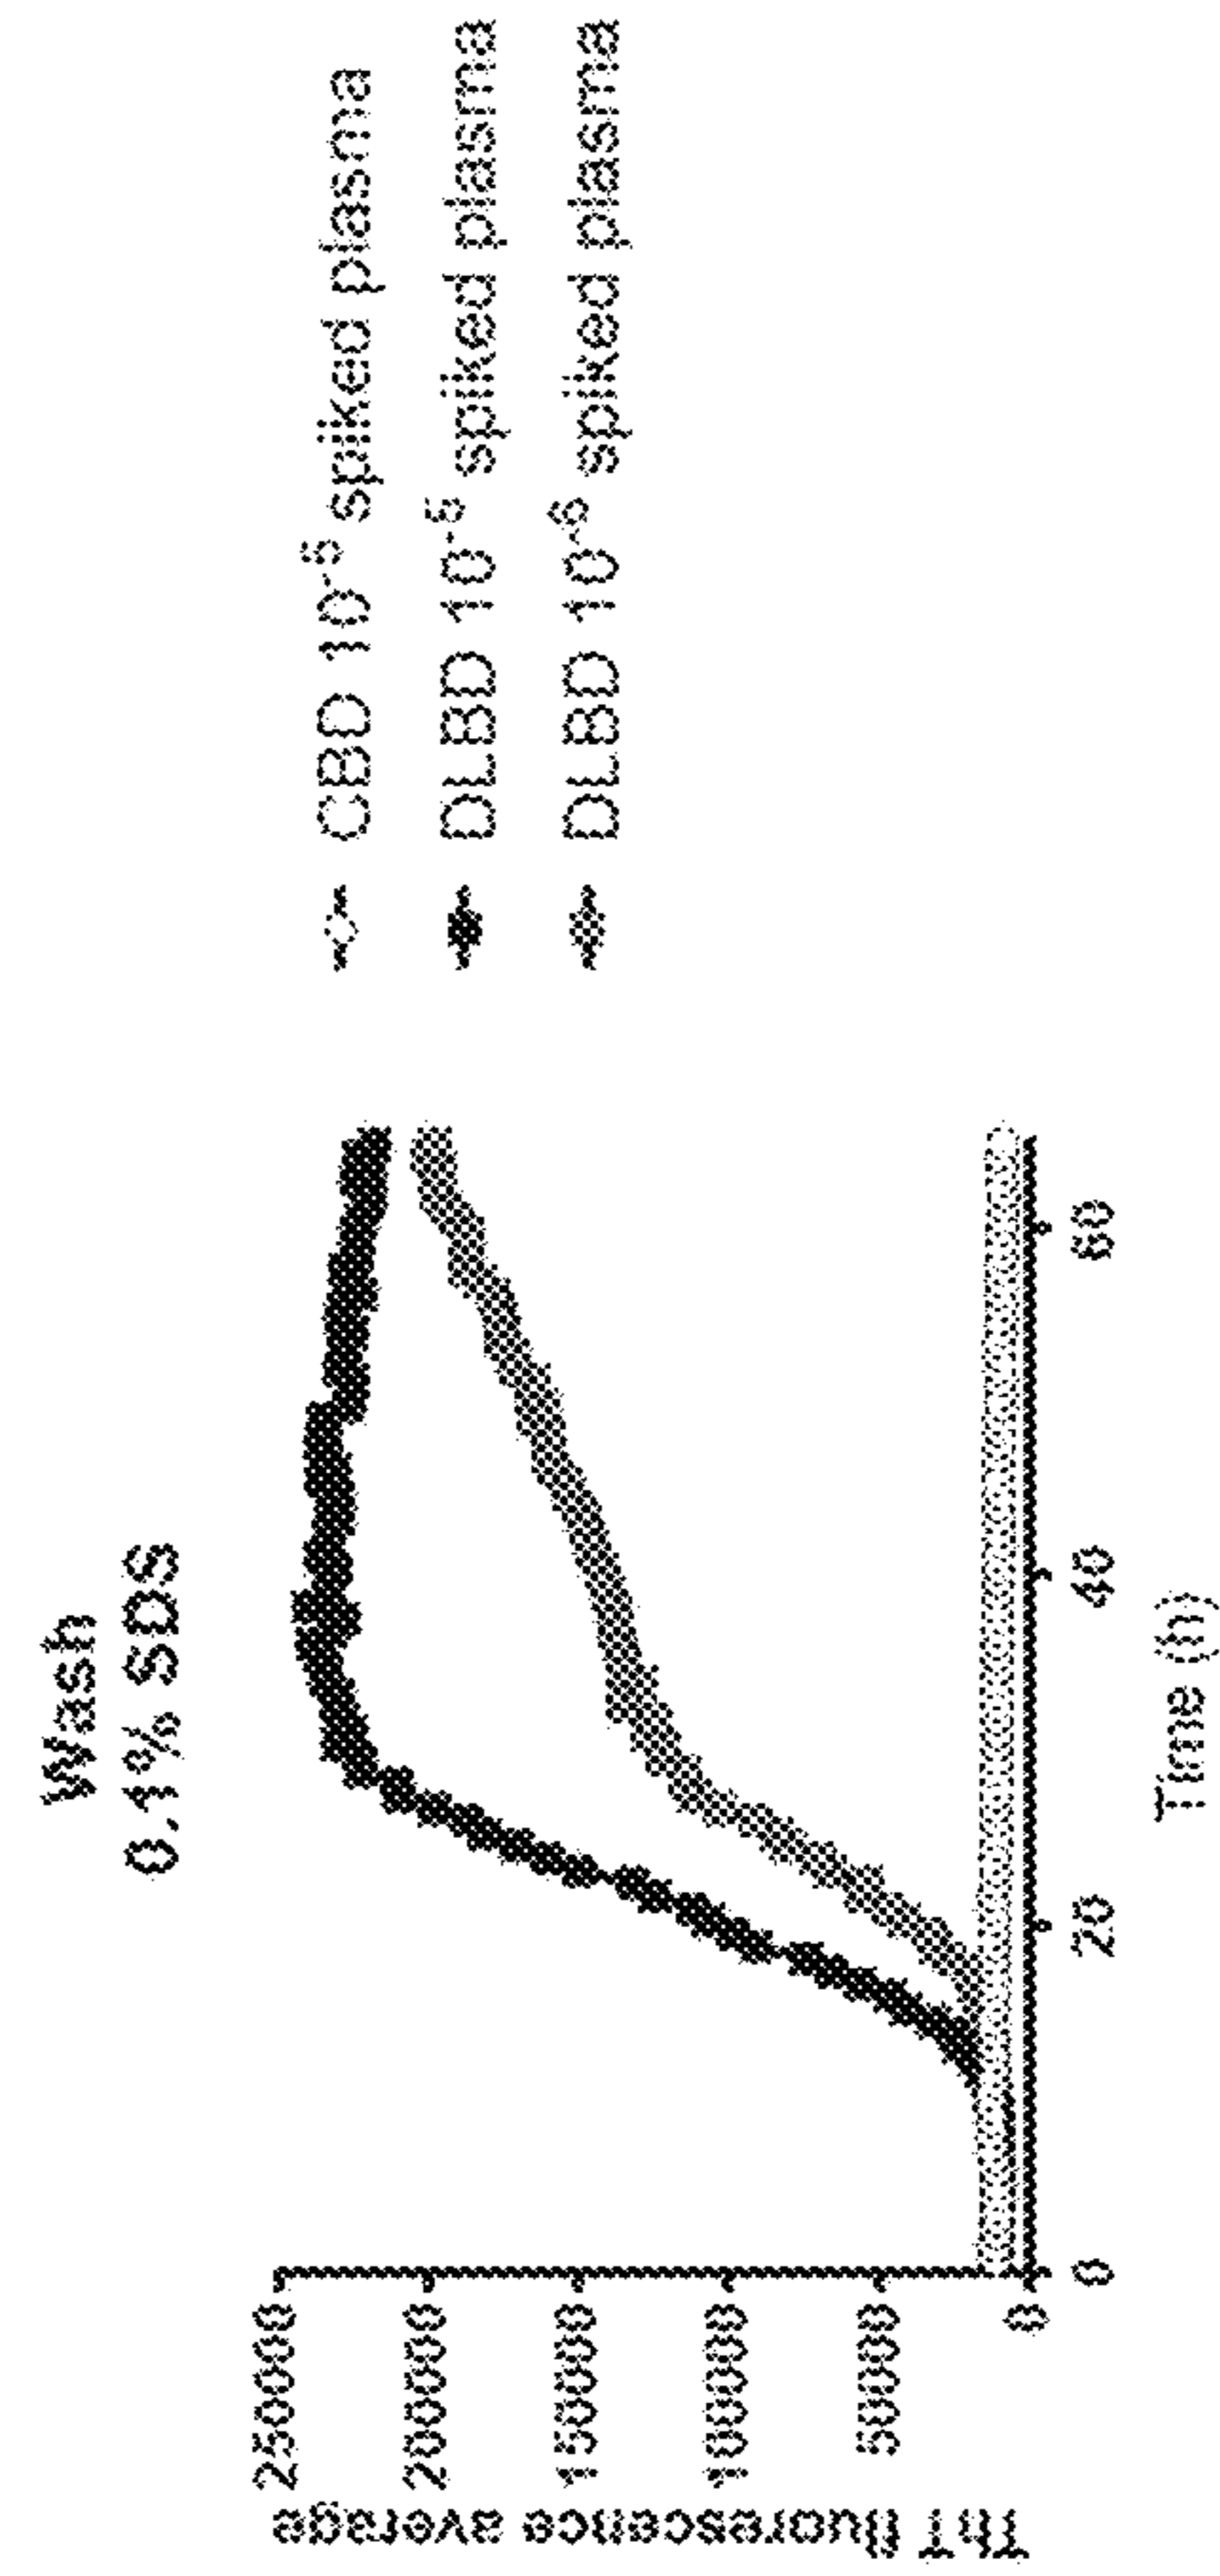 Wash
0.1% SDS
ThT fluorescence average
250000
200000
150000
100000
50000
0
0
20
40
60
Time (h)
CBD 10⁻⁵ spiked plasma
DLBD 10⁻⁵ spiked plasma
DLBD 10⁻⁶ spiked plasma